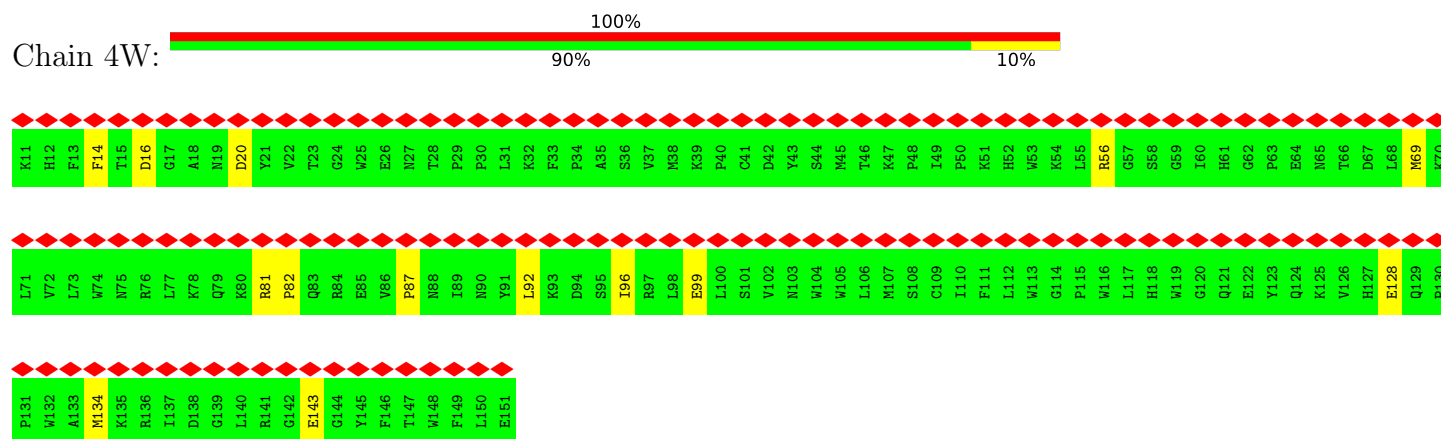 100%
Chain 4W:
90% 10%
K11 H12 F13 F14 T15 D16 G17 A18 N19 D20 Y21 V22 T23 G24 W25 E26 N27 T28 P29 P30 L31 K32 F33 P34 A35 S36 V37 M38 K39 P40 C41 D42 Y43 S44 M45 T46 K47 P48 I49 P50 K51 H52 W53 K54 L55 R56 G57 S58 G59 I60 H61 G62 P63 E64 N65 T66 D67 L68 M69 K70
L71 V72 L73 W74 N75 R76 L77 K78 Q79 K80 R81 P82 Q83 R84 E85 V86 P87 N88 I89 N90 Y91 L92 K93 D94 S95 I96 R97 L98 E99 L100 S101 V102 N103 W104 W105 L106 M107 S108 C109 I110 F111 L112 W113 G114 P115 W116 L117 H118 W119 G120 Q121 E122 Y123 Q124 K125 V126 H127 E128 Q129 P130
P131 W132 A133 M134 K135 R136 I137 D138 G139 L140 R141 G142 E143 G144 Y145 F146 T147 W148 F149 L150 E151